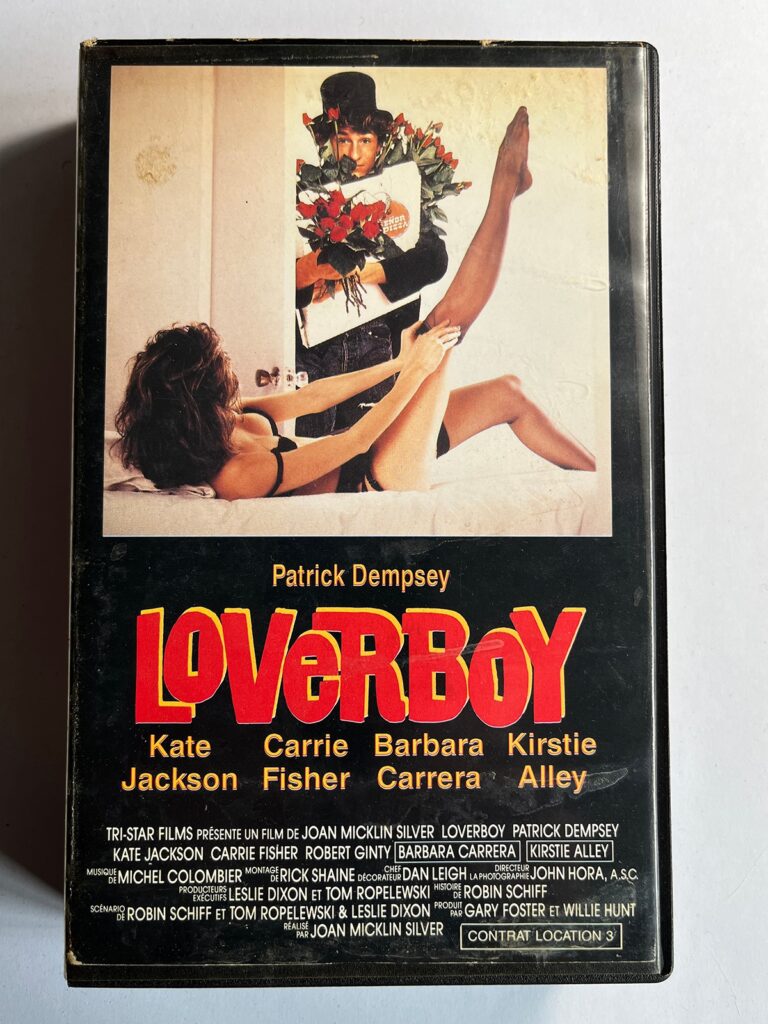 SEÑOR
PIZZA
Patrick Dempsey
LOVERBOY
Kate Jackson
Carrie Fisher
Barbara Carrera
Kirstie Alley
TRI-STAR FILMS PRÉSENTE UN FILM DE JOAN MICKLIN SILVER LOVERBOY PATRICK DEMPSEY
KATE JACKSON CARRIE FISHER ROBERT GINTY BARBARA CARRERA KIRSTIE ALLEY
MUSIQUE DE MICHEL COLOMBIER MONTAGE DE RICK SHAINE CHEF DÉCORATEUR DAN LEIGH DIRECTEUR LA PHOTOGRAPHIE JOHN HORA, A.S.C.
PRODUCTEURS EXÉCUTIFS LESLIE DIXON ET TOM ROPELEWSKI HISTOIRE DE ROBIN SCHIFF
SCÉNARIO DE ROBIN SCHIFF ET TOM ROPELEWSKI & LESLIE DIXON PRODUIT PAR GARY FOSTER ET WILLIE HUNT
RÉALISÉ PAR JOAN MICKLIN SILVER
CONTRAT LOCATION 3